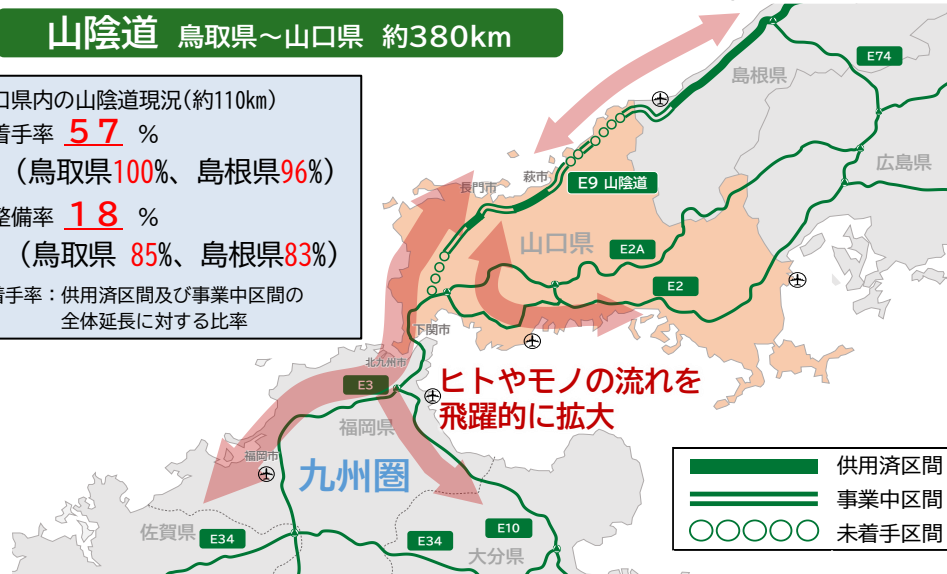 山陰道 鳥取県～山口県 約380km
口県内の山陰道現況(約110km)
着手率 57 %
(鳥取県100%、島根県96%)
整備率 18 %
(鳥取県 85%、島根県83%)
着手率：供用済区間及び事業中区間の
全体延長に対する比率
E74
島根県
広島県
萩市
長門市
E9 山陰道
山口県
E2A
E2
下関市
北九州市
E3
ヒトやモノの流れを
飛躍的に拡大
福岡県
福岡市
九州圏
佐賀県
E34
E34
E10
大分県
供用済区間
事業中区間
未着手区間